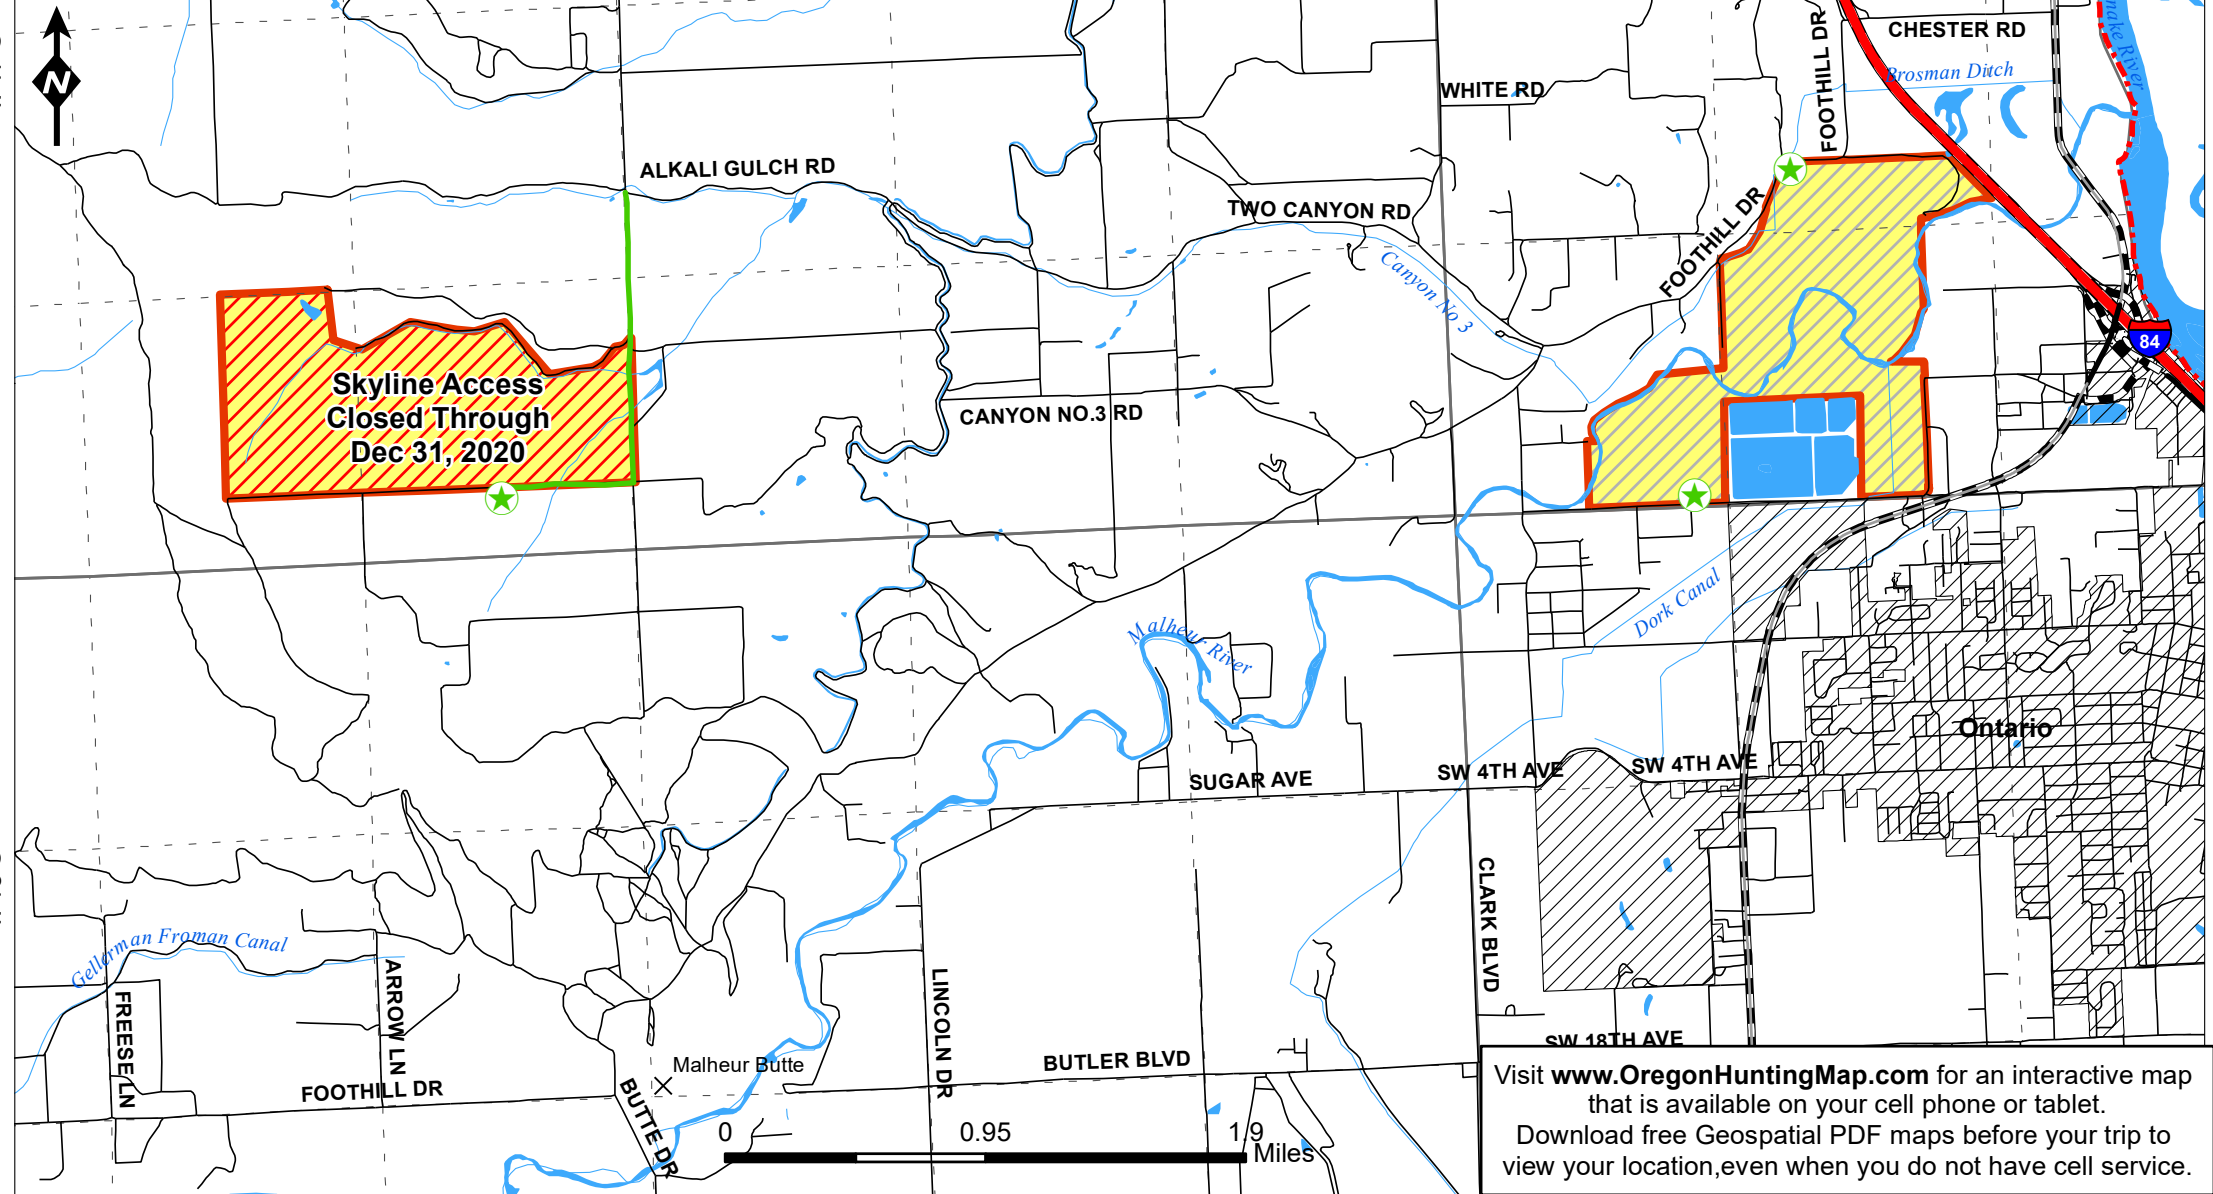 N
CHESTER RD
FOOTHILL DR
Brosman Ditch
WHITE RD
ALKALI GULCH RD
TWO CANYON RD
FOOTHILL DR
Canyon No 3
84
Skyline Access
Closed Through
Dec 31, 2020
CANYON NO.3 RD
Dork Canal
Malheur River
Ontario
SW 4TH AVE
SW 4TH AVE
SUGAR AVE
CLARK BLVD
Gellerman Froman Canal
ARROW LN
FREESE LN
LINCOLN DR
SW 18TH AVE
BUTLER BLVD
Malheur Butte
FOOTHILL DR
BUTTE DR
0 0.95 1.9
Miles
Visit www.OregonHuntingMap.com for an interactive map
that is available on your cell phone or tablet.
Download free Geospatial PDF maps before your trip to
view your location,even when you do not have cell service.